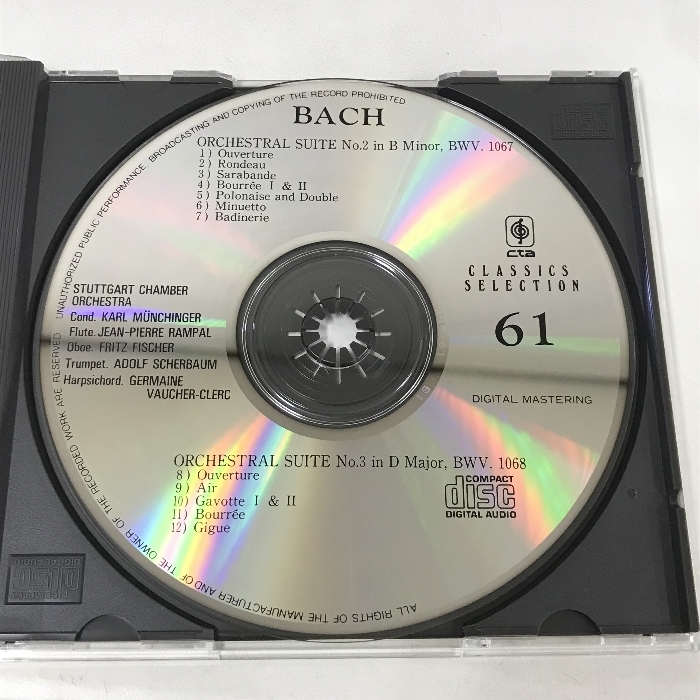 UNAUTHORIZED PUBLIC PERFORMANCE, BROADCASTING AND COPYING OF THE RECORD PROHIBITED
BACH
ORCHESTRAL SUITE No.2 in B Minor, BWV. 1067
1) Ouverture
2) Rondeau
3) Sarabande
4) Bourrée I & II
5) Polonaise and Double
6) Minuetto
7) Badinerie
cta
CLASSICS
SELECTION
61
DIGITAL MASTERING
STUTTGART CHAMBER
ORCHESTRA
Cond. KARL MÜNCHINGER
Flute. JEAN-PIERRE RAMPAL
Oboe. FRITZ FISCHER
Trumpet. ADOLF SCHERBAUM
Harpsichord. GERMAINE
VAUCHER-CLERC
ORCHESTRAL SUITE No.3 in D Major, BWV. 1068
8) Ouverture
9) Air
10) Gavotte I & II
11) Bourrée
12) Gigue
COMPACT
disc
DIGITAL AUDIO
ALL RIGHTS OF THE MANUFACTURER AND OF THE OWNER OF THE RECORDED WORK ARE RESERVED
COMPACT
disc
DIGITAL AUDIO